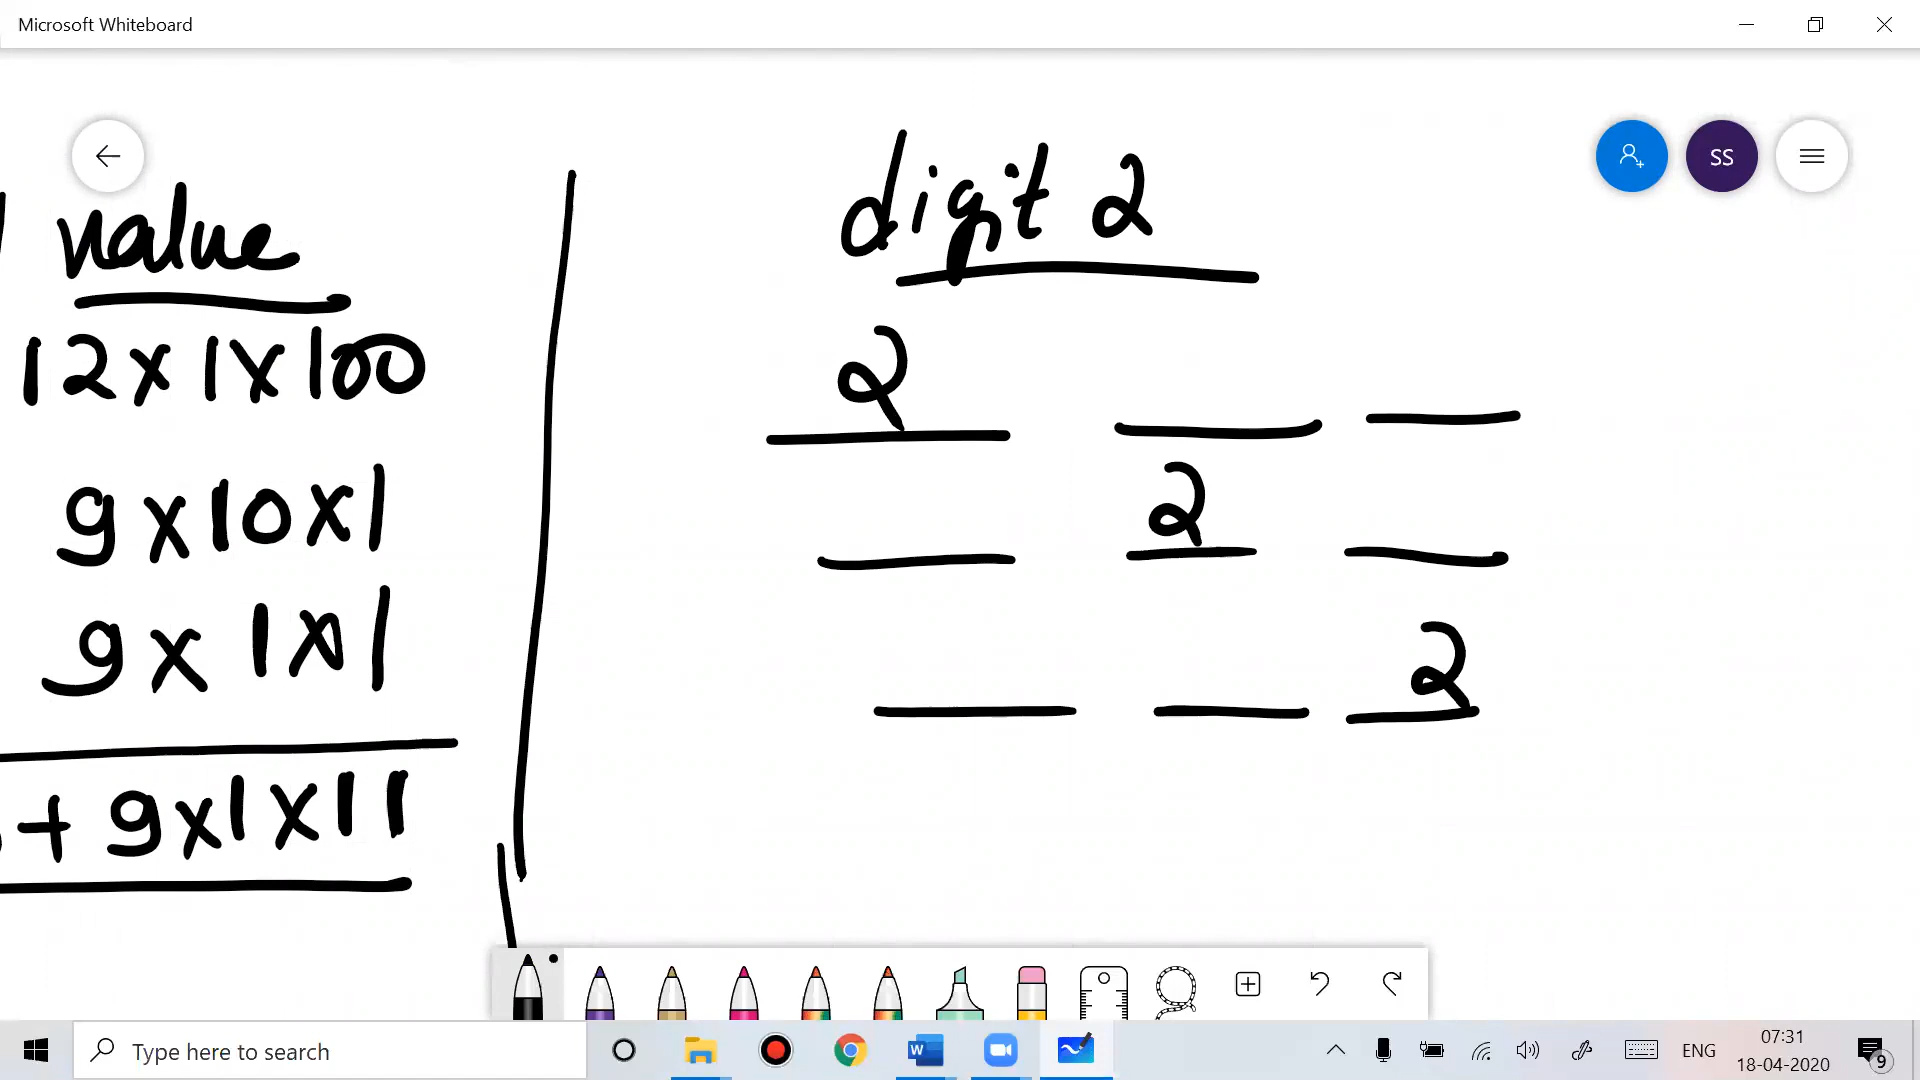 Microsoft Whiteboard
SS
value
12x1x100
9x10x1
9x1x1
+ 9x1x11
digit 2
2
2
2
Type here to search
W
ENG
07:31
18-04-2020
9